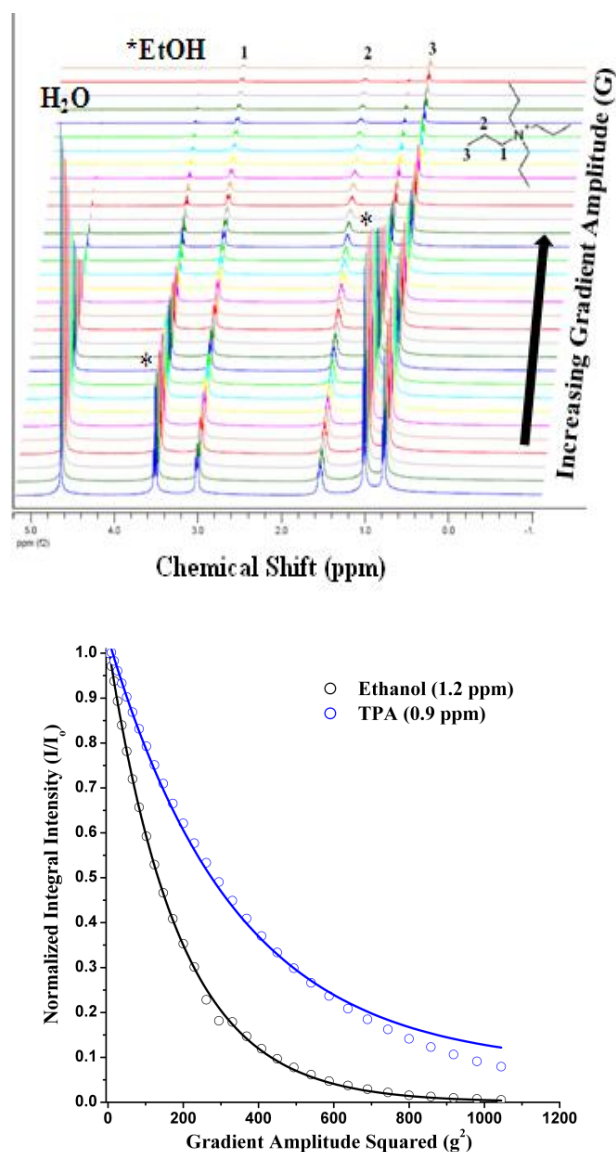 *EtOH
1
2
3
H₂O
2
3
1
N⁺
*
*
Increasing Gradient Amplitude (G)
5.0 4.0 3.0 2.0 1.0 0.0 -1.
ppm (t2)
Chemical Shift (ppm)
1.0
0.9
0.8
0.7
0.6
0.5
0.4
0.3
0.2
0.1
0.0
Normalized Integral Intensity (I/Iₒ)
Ethanol (1.2 ppm)
TPA (0.9 ppm)
0 200 400 600 800 1000 1200
Gradient Amplitude Squared (g²)